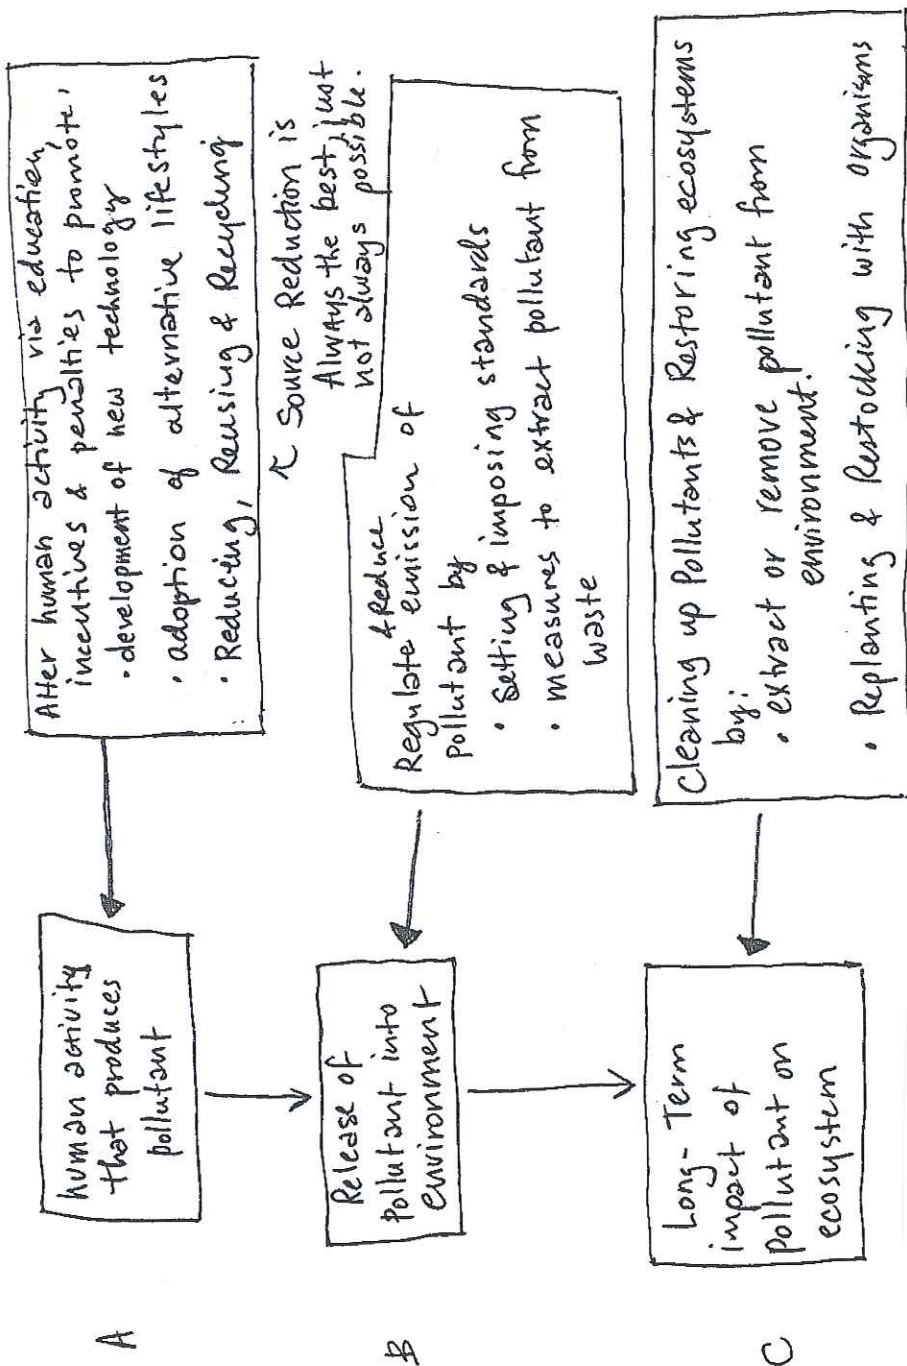 A
human activity
that produces
pollutant
Alter human activity via education,
incentives & penalties to promote,
· development of new technology
· adoption of alternative lifestyles
· Reducing, Reusing & Recycling
↖ Source Reduction is
Always the best, just
not always possible.
B
Release of
pollutant into
environment
& Reduce
Regulate emission of
pollutant by
· setting & imposing standards
· measures to extract pollutant from
waste
C
Long-Term
impact of
pollutant on
ecosystem
Cleaning up Pollutants & Restoring ecosystems
by:
· extract or remove pollutant from
environment.
· Replanting & Restocking with organisms